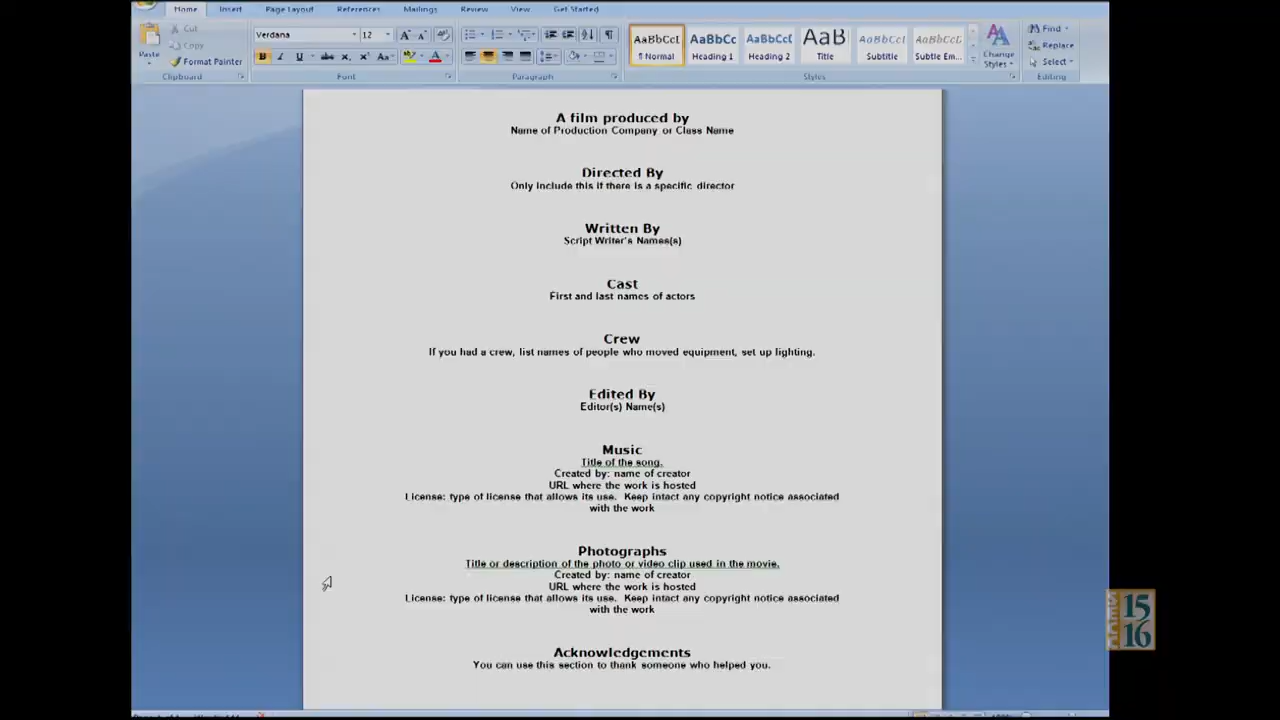 Home Insert Page Layout References Mailings Review View Get Started
Paste
Cut
Copy
Format Painter
Clipboard
Verdana 12
Font
Paragraph
AaBbCcL AaBbCc AaBbC( AaB AaBbCcL AaBbCcL
¶ Normal Heading 1 Heading 2 Title Subtitle Subtle Em...
Styles
Change
Styles
Find
Replace
Select
Editing
A film produced by
Name of Production Company or Class Name
Directed By
Only include this if there is a specific director
Written By
Script Writer's Names(s)
Cast
First and last names of actors
Crew
If you had a crew, list names of people who moved equipment, set up lighting.
Edited By
Editor(s) Name(s)
Music
Title of the song.
Created by: name of creator
URL where the work is hosted
License: type of license that allows its use. Keep intact any copyright notice associated
with the work
Photographs
Title or description of the photo or video clip used in the movie.
Created by: name of creator
URL where the work is hosted
License: type of license that allows its use. Keep intact any copyright notice associated
with the work
Acknowledgements
You can use this section to thank someone who helped you.
15
16